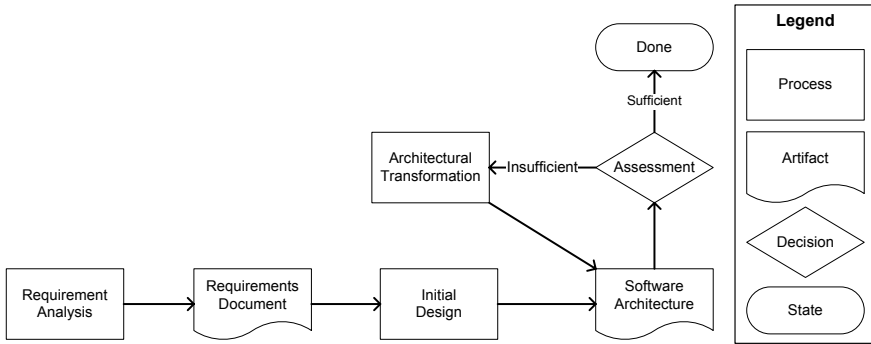 Done
Sufficient
Architectural
Transformation
Insufficient
Assessment
Requirement
Analysis
Requirements
Document
Initial
Design
Software
Architecture
Legend
Process
Artifact
Decision
State